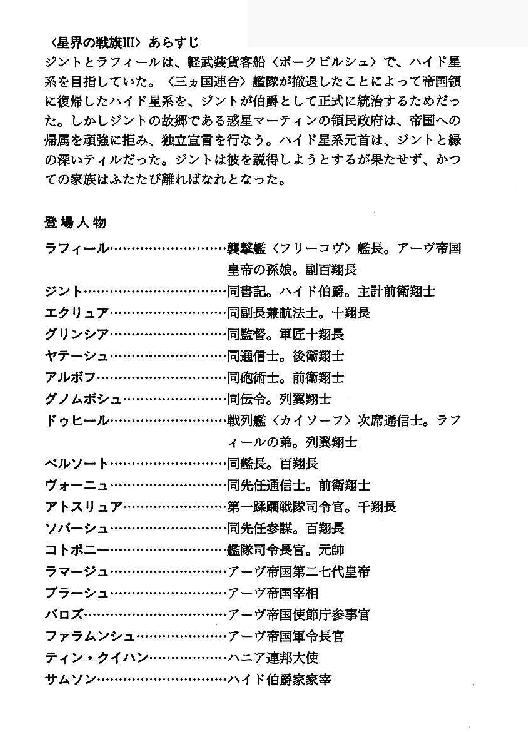 〈星界の戦旗III〉あらすじ
ジントとラフィールは、軽武装貨客船〈ボークビルシュ〉で、ハイド星
系を目指していた。〈三ヵ国連合〉艦隊が撤退したことによって帝国領
に復帰したハイド星系を、ジントが伯爵として正式に統治するためだっ
た。しかしジントの故郷である惑星マーティンの領民政府は、帝国への
帰属を頑強に拒み、独立宣言を行なう。ハイド星系元首は、ジントと縁
の深いティルだった。ジントは彼を説得しようとするが果たせず、かつ
ての家族はふたたび離ればなれとなった。
登場人物
ラフィール…………………………襲撃艦〈フリーコヴ〉艦長。アーヴ帝国
皇帝の孫娘。副百翔長
ジント………………………………同書記。ハイド伯爵。主計前衛翔士
エクリュア…………………………同副長兼航法士。十翔長
グリンシア…………………………同監督。軍匠十翔長
ヤテーシュ…………………………同通信士。後衛翔士
アルボフ……………………………同砲術士。前衛翔士
グノムボシュ………………………同伝令。列翼翔士
ドゥヒール…………………………戦列艦〈カイソーフ〉次席通信士。ラフ
ィールの弟。列翼翔士
ベルソート…………………………同艦長。百翔長
ヴォーニュ…………………………同先任通信士。前衛翔士
アトスリュア………………………第一蹂躙戦隊司令官。千翔長
ソバーシュ…………………………同先任参謀。百翔長
コトポニー…………………………艦隊司令長官。元帥
ラマージュ…………………………アーヴ帝国第二七代皇帝
ブラーシュ…………………………アーヴ帝国宰相
バロズ………………………………アーヴ帝国使節庁参事官
ファラムンシュ……………………アーヴ帝国軍令長官
ティン・クイハン…………………ハニア連邦大使
サムソン……………………………ハイド伯爵家家宰